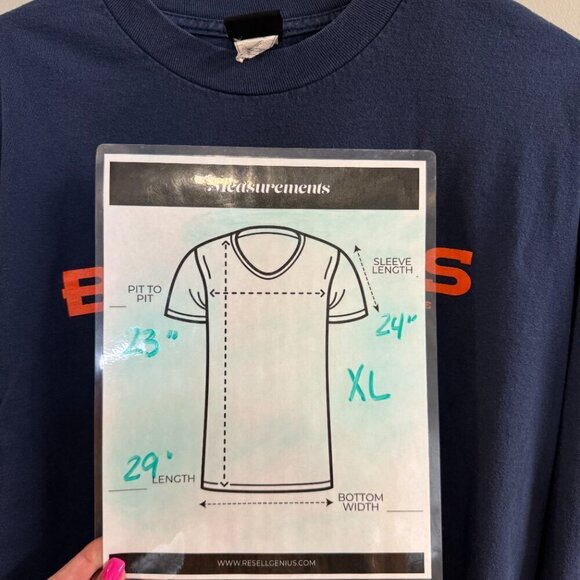 Measurements
SLEEVE
LENGTH
PIT TO
PIT
23"
24"
XL
29"
LENGTH
BOTTOM
WIDTH
WWW.RESELLGENIUS.COM